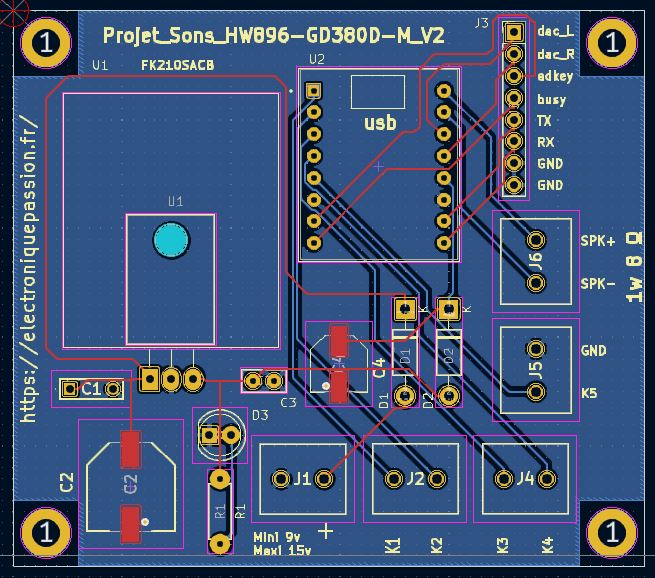 Projet_Sons_HW896-GD380D-M_V2
1
1
J3
dac_L
dac_R
adkey
busy
TX
RX
GND
GND
U1
FK210SACB
U2
usb
U1
https://electroniquepassion.fr/
J6
SPK+
SPK-
1w 8 Ω
K
K
J5
GND
K5
C1
C3
C4
C4
D1
D2
D1
D2
D3
C2
C2
R1
R1
J1
J2
J4
+
Mini 9v
Maxi 15v
K1
K2
K3
K4
1
1